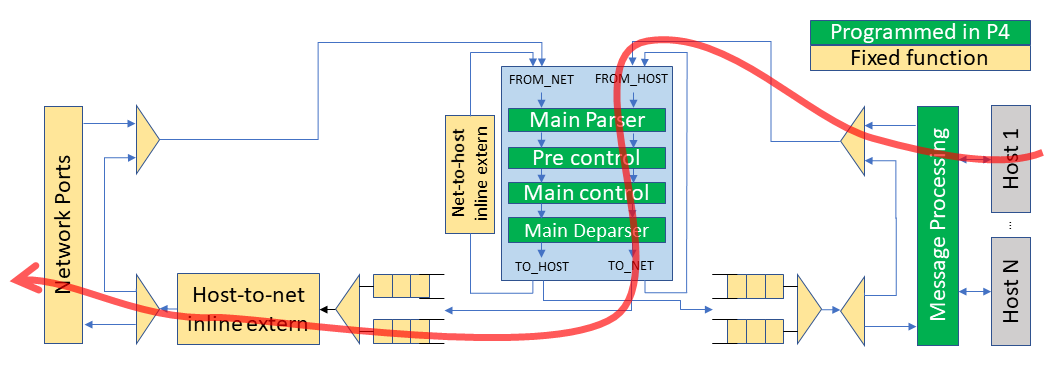 Programmed in P4
Fixed function
FROM_NET
FROM_HOST
Main Parser
Pre control
Main control
Main Deparser
TO_HOST
TO_NET
Net-to-host
inline extern
Network Ports
Host-to-net
inline extern
Message Processing
Host 1
...
Host N